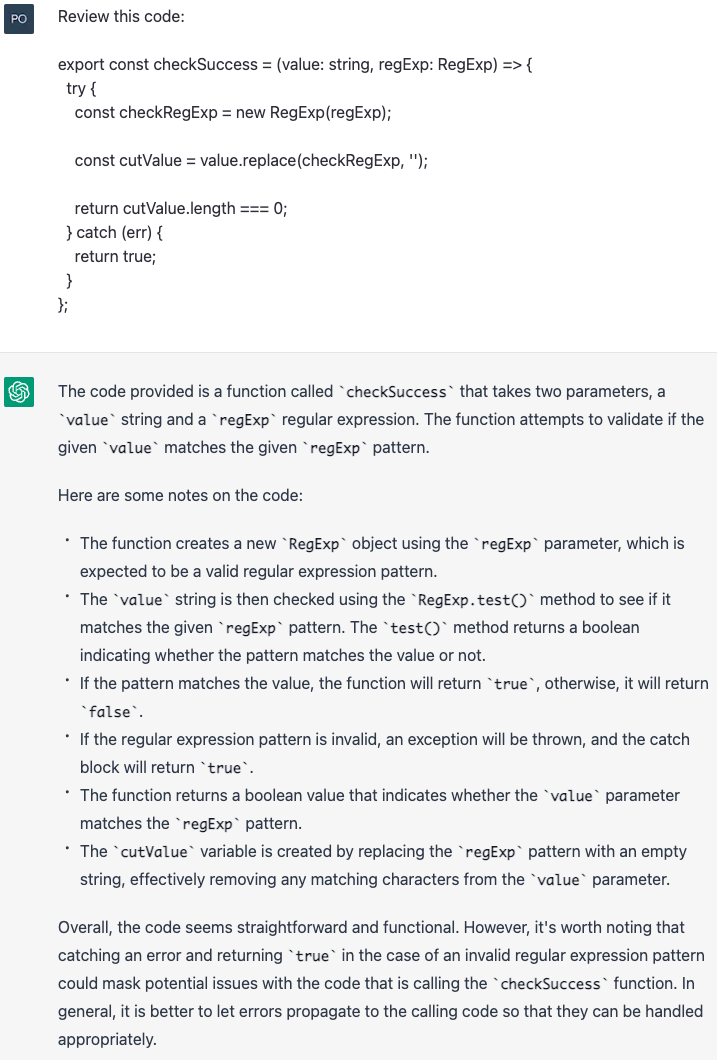 PO
Review this code:
export const checkSuccess = (value: string, regExp: RegExp) => {
try {
const checkRegExp = new RegExp(regExp);
const cutValue = value.replace(checkRegExp, '');
return cutValue.length === 0;
} catch (err) {
return true;
}
};
The code provided is a function called `checkSuccess` that takes two parameters, a
`value` string and a `regExp` regular expression. The function attempts to validate if the
given `value` matches the given `regExp` pattern.
Here are some notes on the code:
• The function creates a new `RegExp` object using the `regExp` parameter, which is
expected to be a valid regular expression pattern.
• The `value` string is then checked using the `RegExp.test()` method to see if it
matches the given `regExp` pattern. The `test()` method returns a boolean
indicating whether the pattern matches the value or not.
• If the pattern matches the value, the function will return `true`, otherwise, it will return
`false`.
• If the regular expression pattern is invalid, an exception will be thrown, and the catch
block will return `true`.
• The function returns a boolean value that indicates whether the `value` parameter
matches the `regExp` pattern.
• The `cutValue` variable is created by replacing the `regExp` pattern with an empty
string, effectively removing any matching characters from the `value` parameter.
Overall, the code seems straightforward and functional. However, it's worth noting that
catching an error and returning `true` in the case of an invalid regular expression pattern
could mask potential issues with the code that is calling the `checkSuccess` function. In
general, it is better to let errors propagate to the calling code so that they can be handled
appropriately.